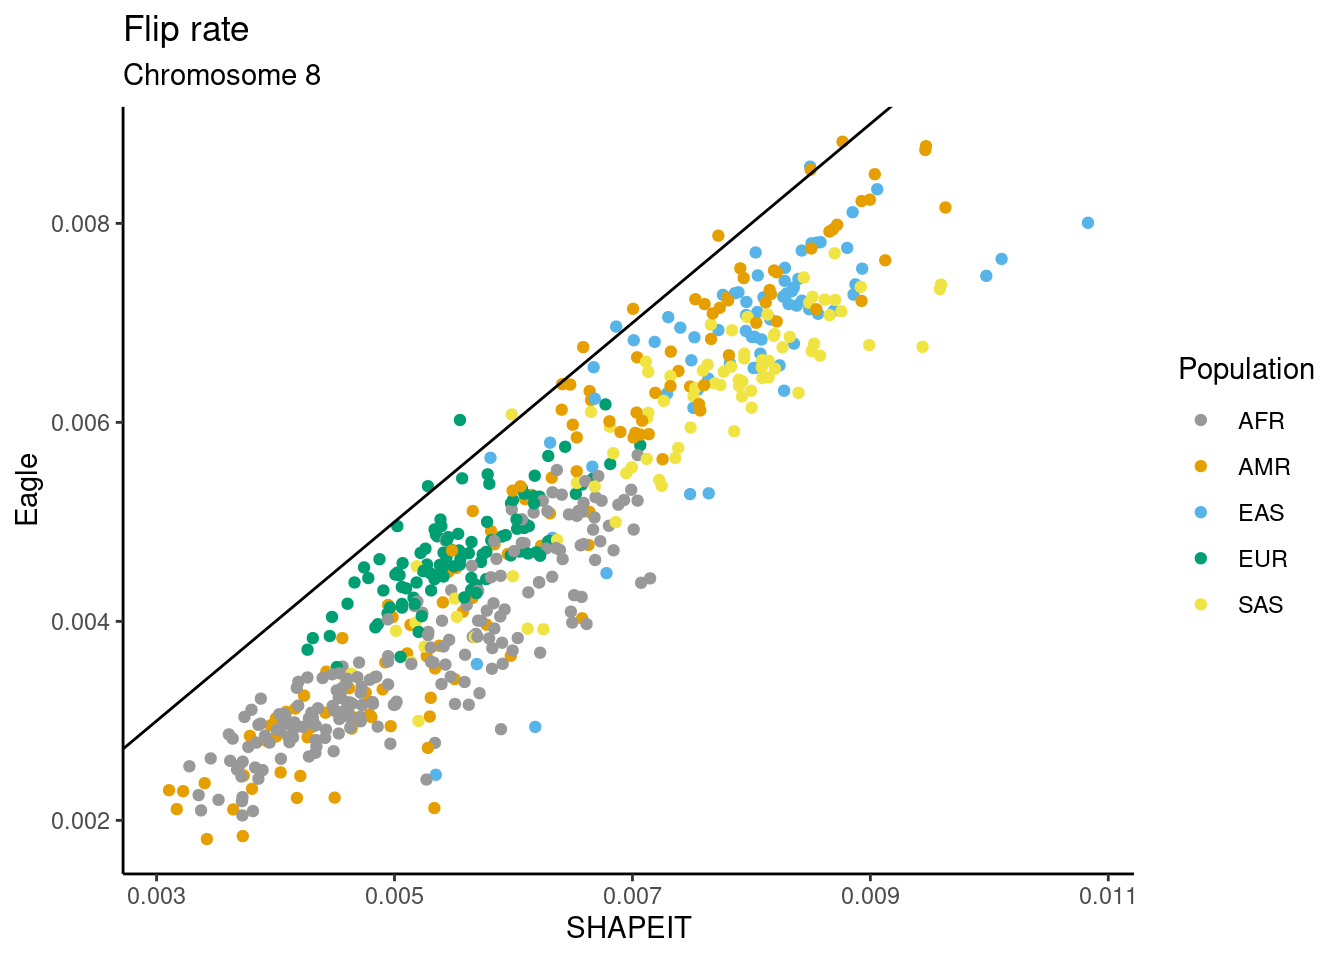 Flip rate
Chromosome 8
Eagle
0.008
0.006
0.004
0.002
0.003 0.005 0.007 0.009 0.011
SHAPEIT
Population
AFR
AMR
EAS
EUR
SAS